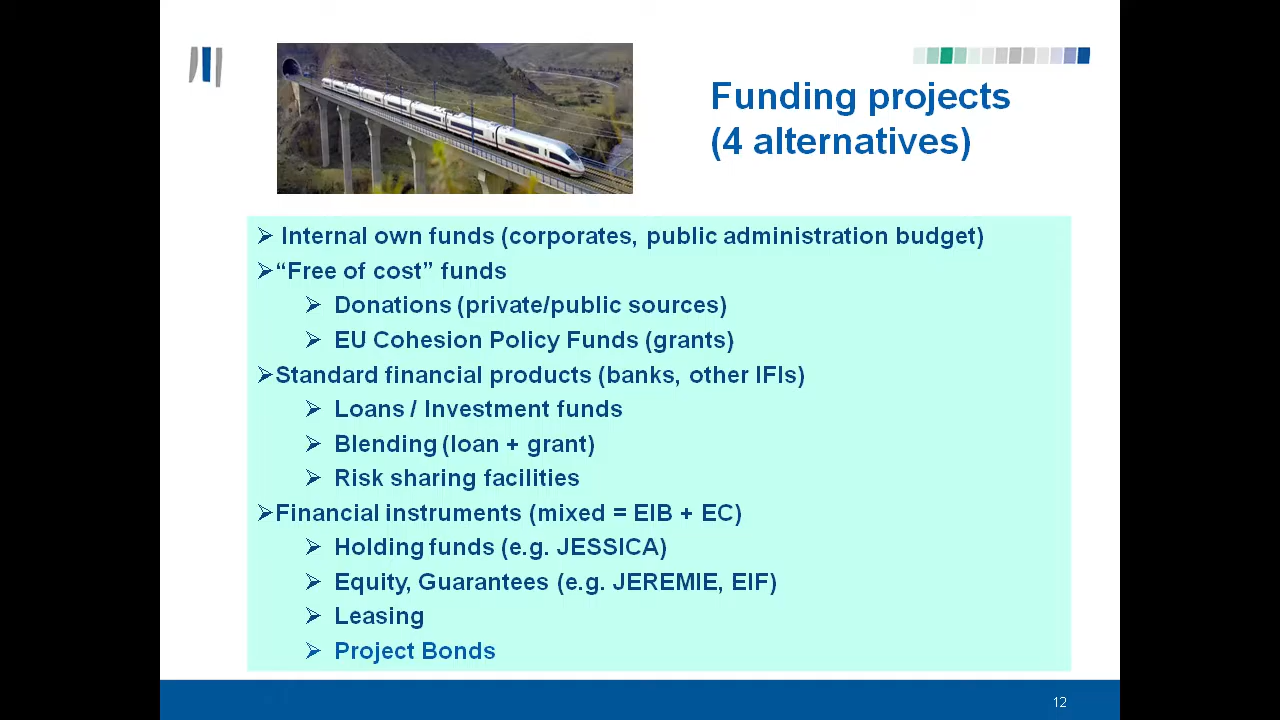 Funding projects
(4 alternatives)
Internal own funds (corporates, public administration budget)
“Free of cost” funds
Donations (private/public sources)
EU Cohesion Policy Funds (grants)
Standard financial products (banks, other IFIs)
Loans / Investment funds
Blending (loan + grant)
Risk sharing facilities
Financial instruments (mixed = EIB + EC)
Holding funds (e.g. JESSICA)
Equity, Guarantees (e.g. JEREMIE, EIF)
Leasing
Project Bonds
12